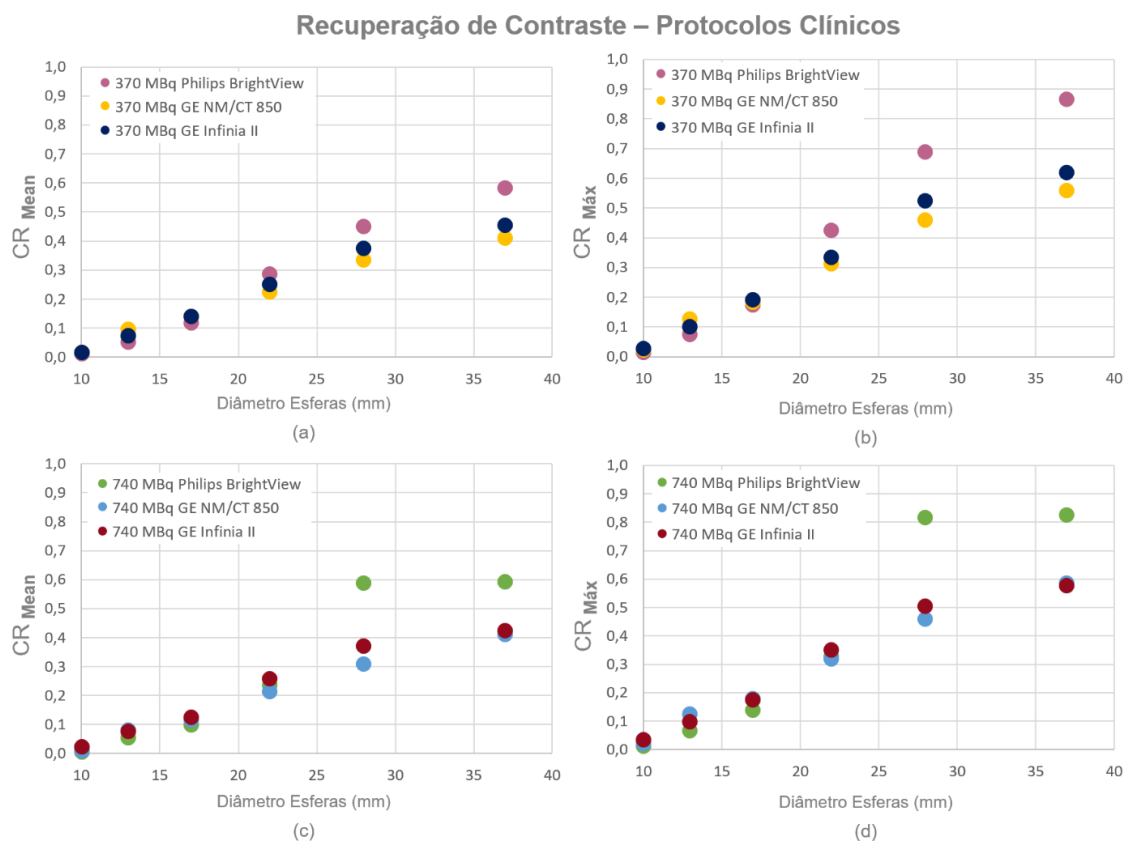 Recuperação de Contraste – Protocolos Clínicos
1,0
0,9
0,8
0,7
0,6
0,5
0,4
0,3
0,2
0,1
0,0
CR Mean
370 MBq Philips BrightView
370 MBq GE NM/CT 850
370 MBq GE Infinia II
10 15 20 25 30 35 40
Diâmetro Esferas (mm)
(a)
1,0
0,9
0,8
0,7
0,6
0,5
0,4
0,3
0,2
0,1
0,0
CR Máx
370 MBq Philips BrightView
370 MBq GE NM/CT 850
370 MBq GE Infinia II
10 15 20 25 30 35 40
Diâmetro Esferas (mm)
(b)
1,0
0,9
0,8
0,7
0,6
0,5
0,4
0,3
0,2
0,1
0,0
CR Mean
740 MBq Philips BrightView
740 MBq GE NM/CT 850
740 MBq GE Infinia II
10 15 20 25 30 35 40
Diâmetro Esferas (mm)
(c)
1,0
0,9
0,8
0,7
0,6
0,5
0,4
0,3
0,2
0,1
0,0
CR Máx
740 MBq Philips BrightView
740 MBq GE NM/CT 850
740 MBq GE Infinia II
10 15 20 25 30 35 40
Diâmetro Esferas (mm)
(d)